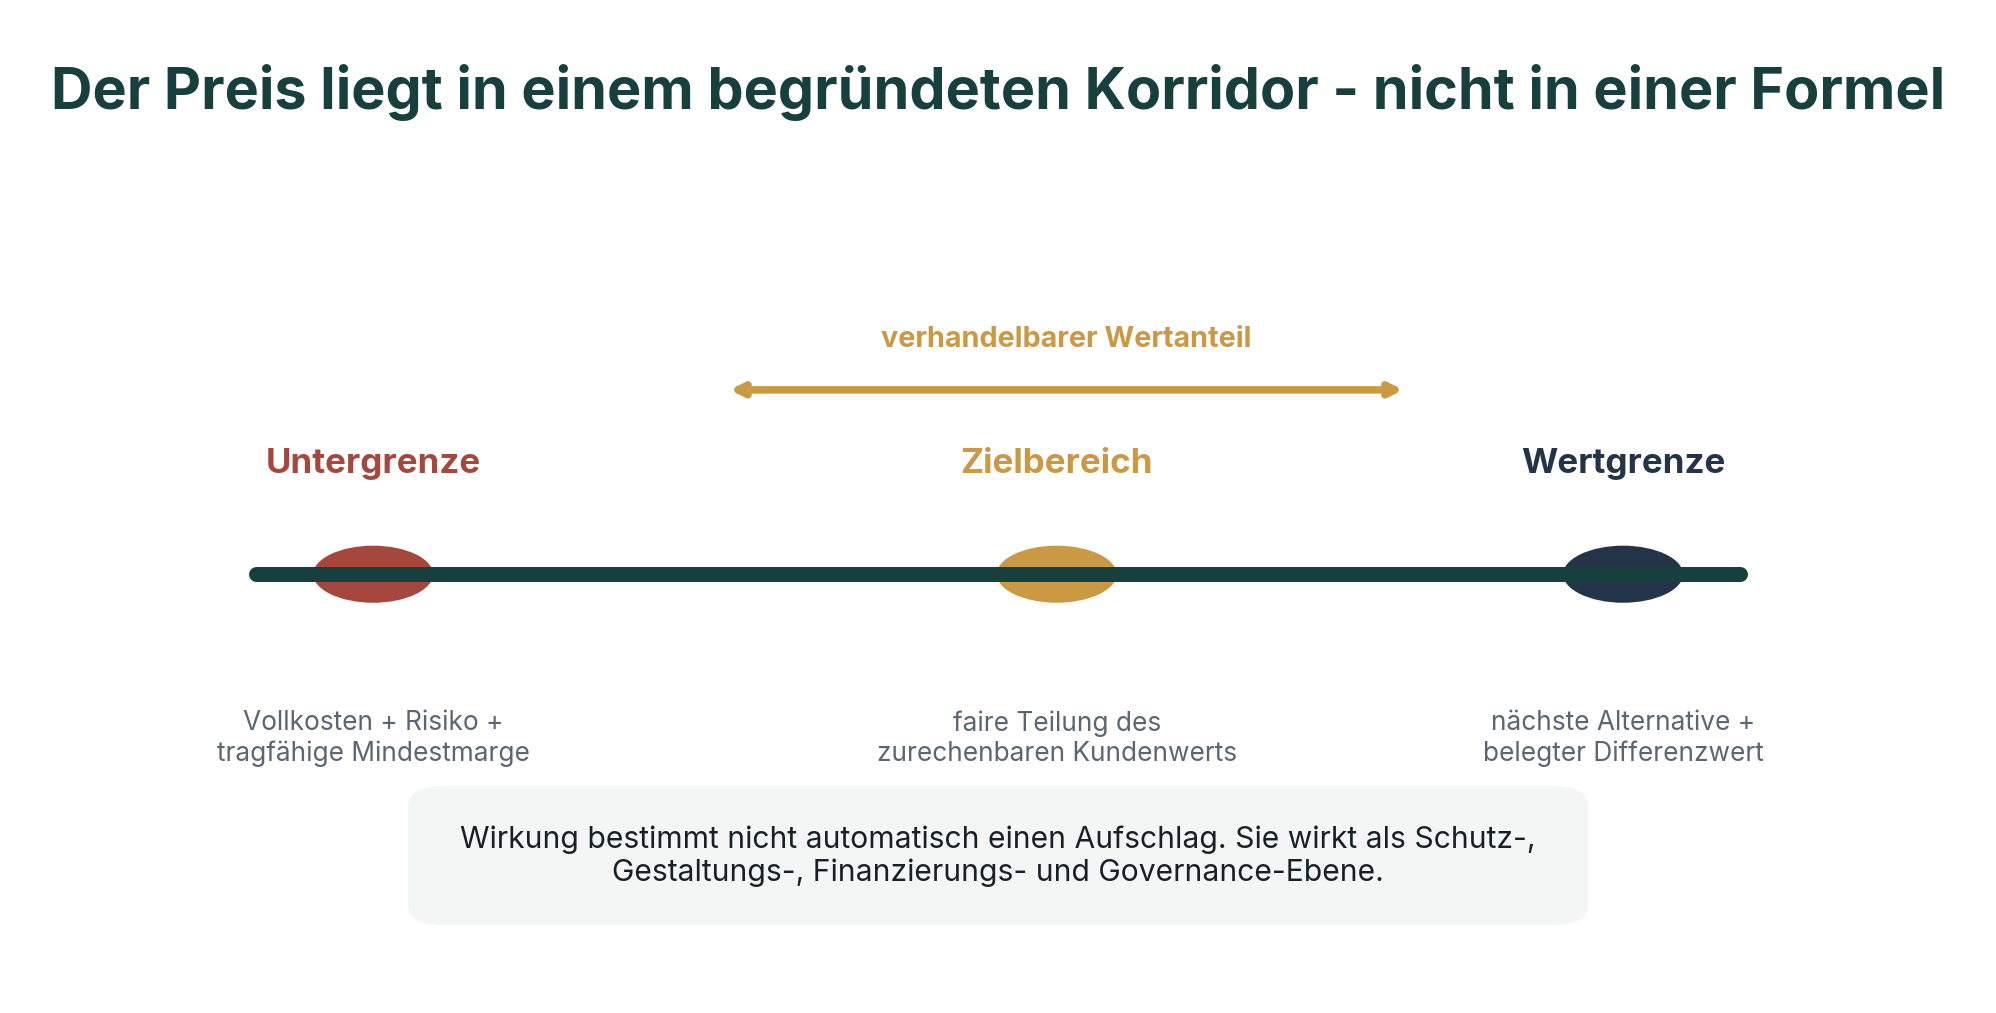 Der Preis liegt in einem begründeten Korridor - nicht in einer Formel
verhandelbarer Wertanteil
Untergrenze
Zielbereich
Wertgrenze
Vollkosten + Risiko +
tragfähige Mindestmarge
faire Teilung des
zurechenbaren Kundenwerts
nächste Alternative +
belegter Differenzwert
Wirkung bestimmt nicht automatisch einen Aufschlag. Sie wirkt als Schutz-,
Gestaltungs-, Finanzierungs- und Governance-Ebene.